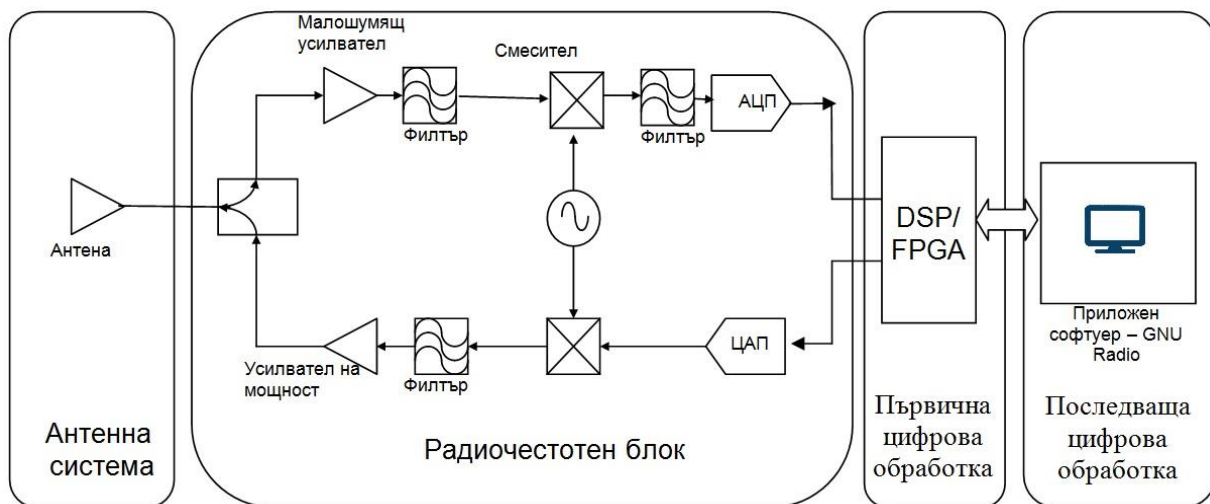 Малошумящ
усилвател
Смесител
Филтър
Филтър
АЦП
Антена
DSP/
FPGA
Приложен
софтуер – GNU
Radio
Усилвател на
мощност
Филтър
ЦАП
Антенна
система
Радиочестотен блок
Първична
цифрова
обработка
Последваща
цифрова
обработка